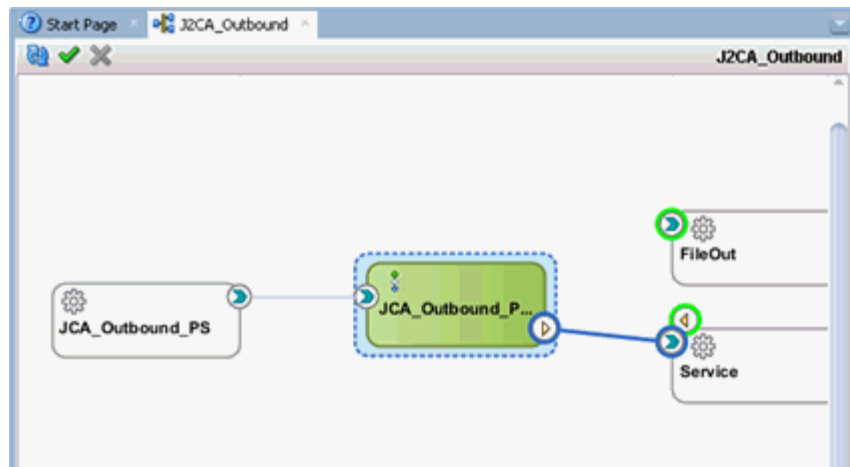 Start Page J2CA_Outbound
J2CA_Outbound
FileOut
JCA_Outbound_P...
JCA_Outbound_PS
Service